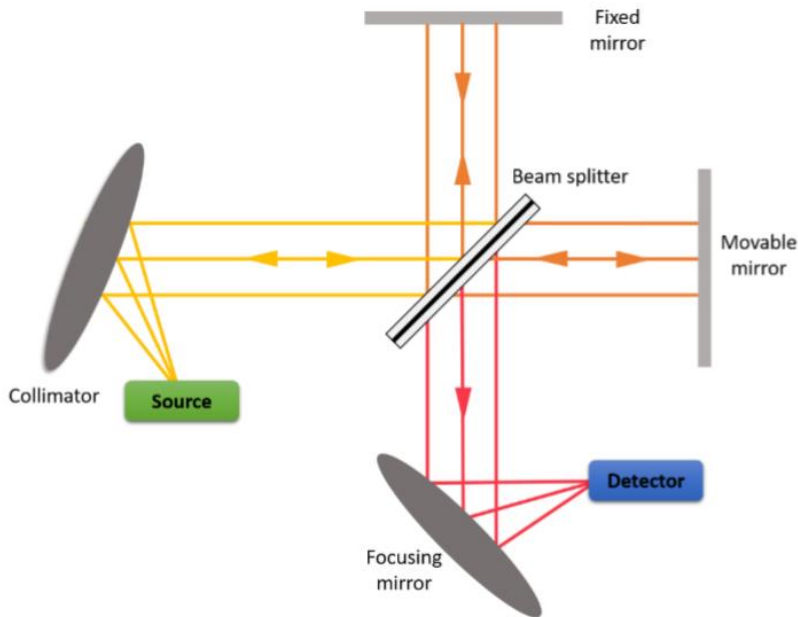 Fixed
mirror
Beam splitter
Movable
mirror
Collimator
Source
Detector
Focusing
mirror